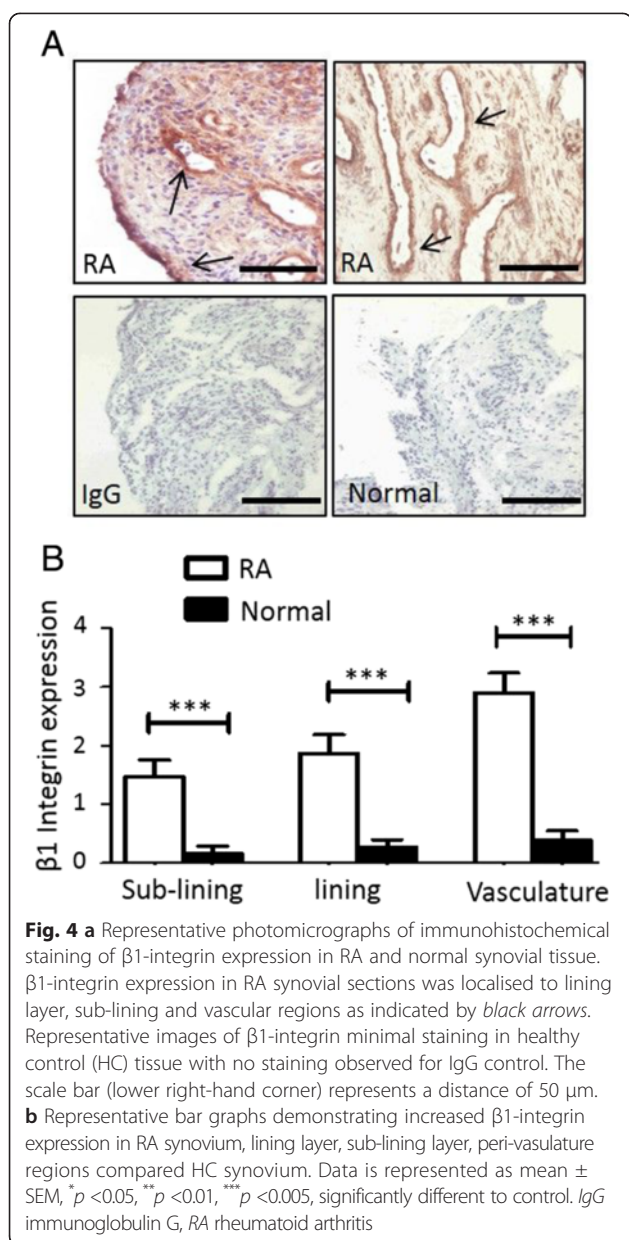 A
RA
RA
IgG
Normal
B
RA
Normal
β1 Integrin expression
4
3
2
1
0
***
***
***
Sub-lining lining Vasculature
Fig. 4 a Representative photomicrographs of immunohistochemical
staining of β1-integrin expression in RA and normal synovial tissue.
β1-integrin expression in RA synovial sections was localised to lining
layer, sub-lining and vascular regions as indicated by black arrows.
Representative images of β1-integrin minimal staining in healthy
control (HC) tissue with no staining observed for IgG control. The
scale bar (lower right-hand corner) represents a distance of 50 μm.
b Representative bar graphs demonstrating increased β1-integrin
expression in RA synovium, lining layer, sub-lining layer, peri-vasculature
regions compared HC synovium. Data is represented as mean ±
SEM, *p <0.05, **p <0.01, ***p <0.005, significantly different to control. IgG
immunoglobulin G, RA rheumatoid arthritis